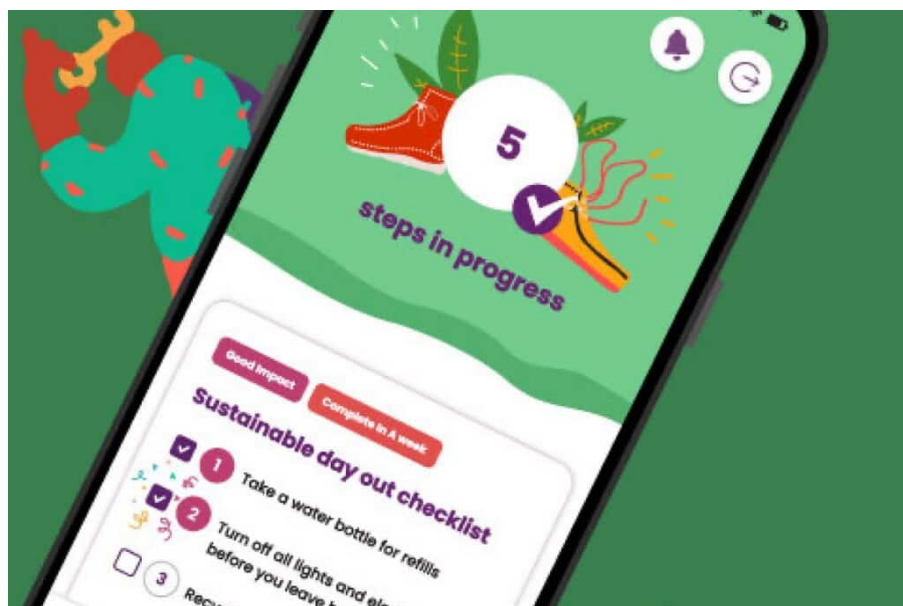 5
steps in progress
Good Impact
Complete In A week
Sustainable day out checklist
1
Take a water bottle for refills
2
Turn off all lights and
before you leave
3